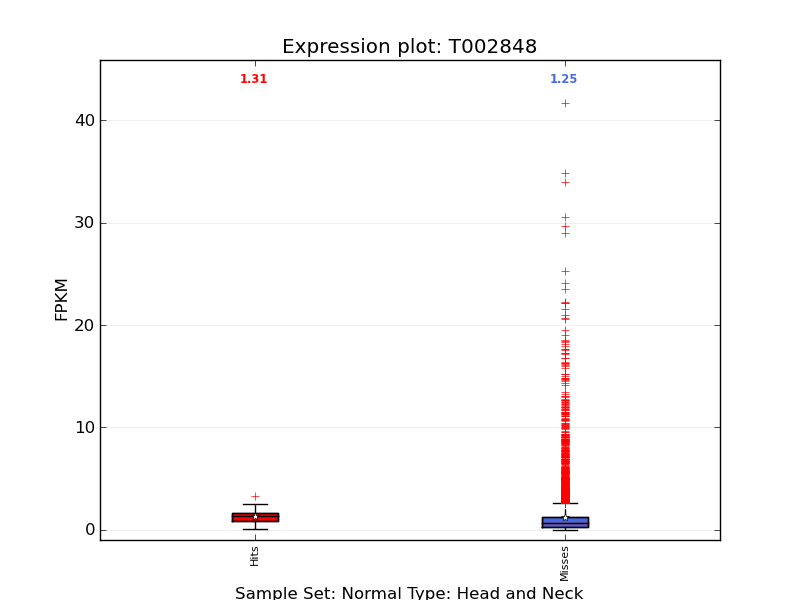 Expression plot: T002848
1.31
1.25
40
30
20
10
0
FPKM
Hits
Misses
Sample Set: Normal Type: Head and Neck